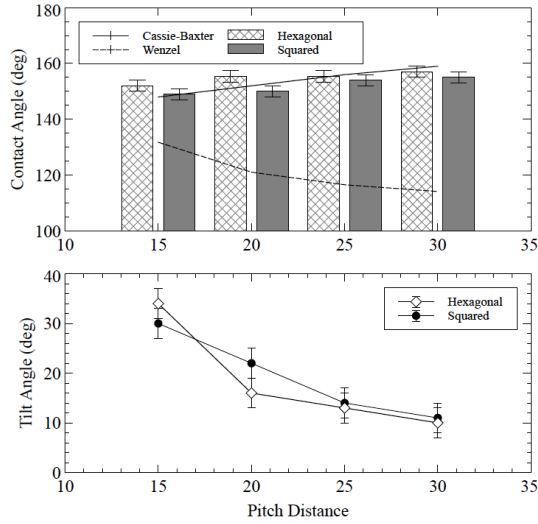 180
160
140
120
100
Contact Angle (deg)
Cassie-Baxter
Wenzel
Hexagonal
Squared
10
15
20
25
30
35
40
30
20
10
0
Tilt Angle (deg)
Hexagonal
Squared
10
15
20
25
30
35
Pitch Distance